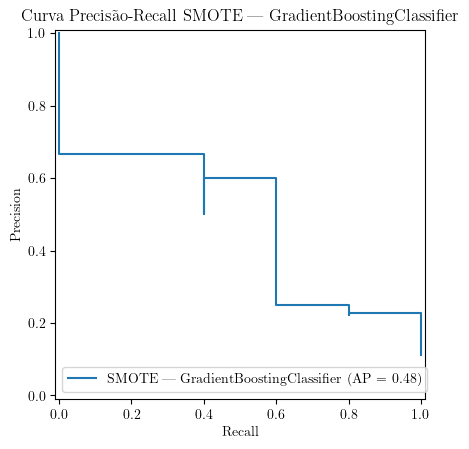 Curva Precisão-Recall SMOTE — GradientBoostingClassifier
1.0
0.8
0.6
0.4
0.2
0.0
Precision
SMOTE — GradientBoostingClassifier (AP = 0.48)
0.0 0.2 0.4 0.6 0.8 1.0
Recall